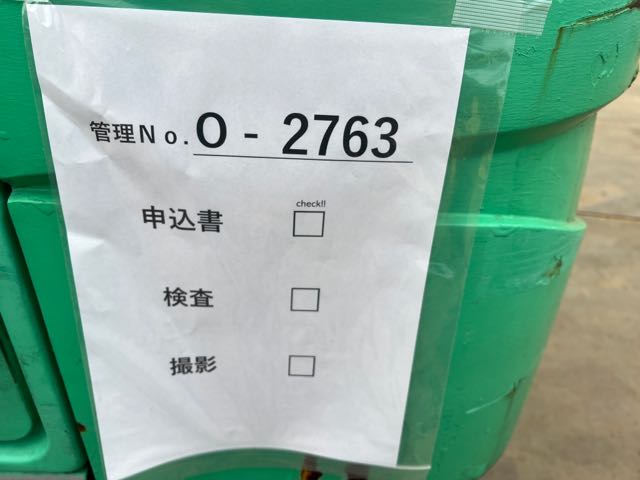 管理No. O - 2763
check!!
申込書 □
検査 □
撮影 □